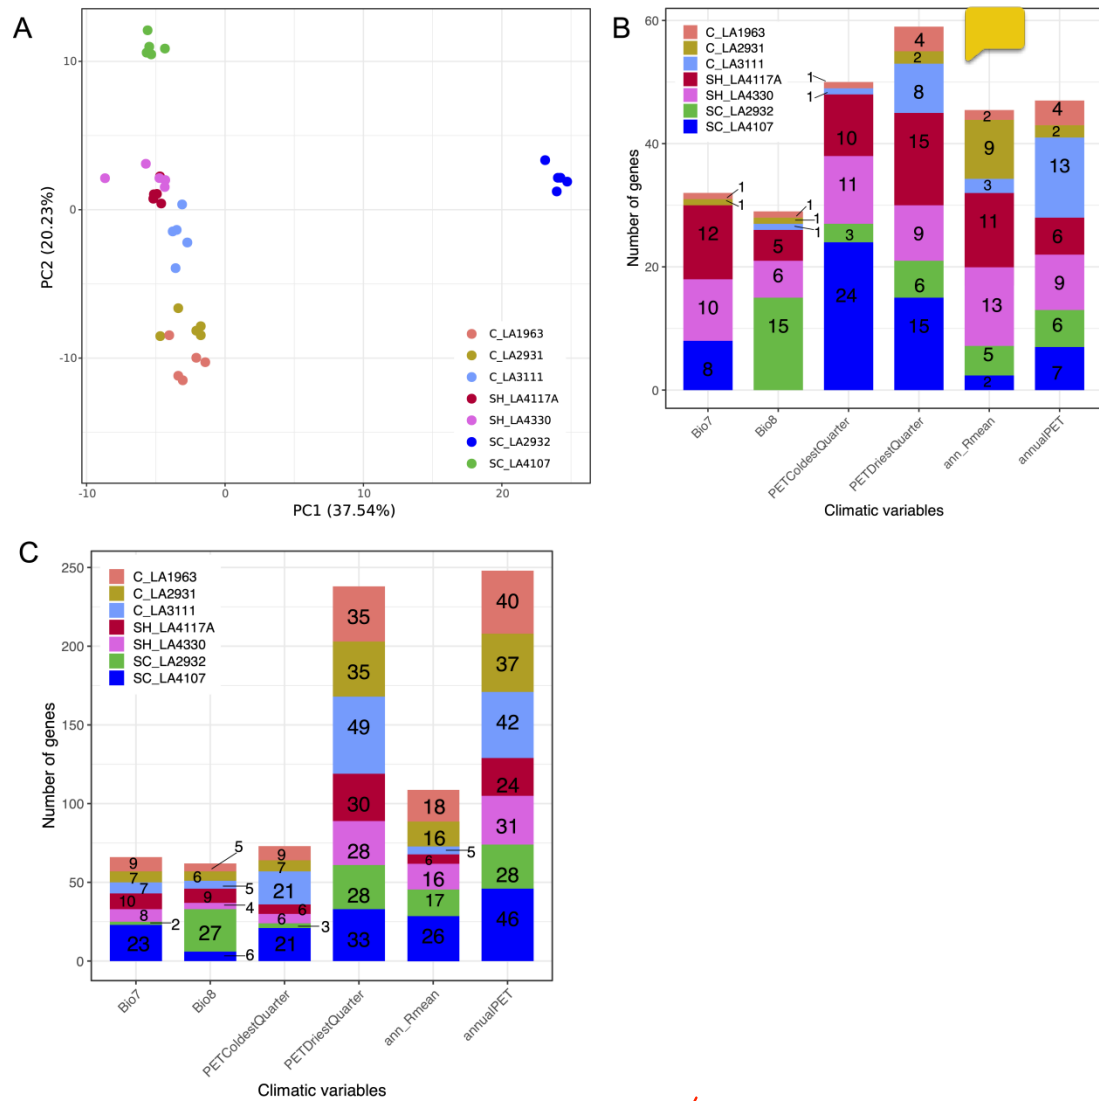 A
PC2 (20.23%)
10
0
-10
-10
0
10
20
PC1 (37.54%)
C_LA1963
C_LA2931
C_LA3111
SH_LA4117A
SH_LA4330
SC_LA2932
SC_LA4107
B
Number of genes
60
40
20
0
C_LA1963
C_LA2931
C_LA3111
SH_LA4117A
SH_LA4330
SC_LA2932
SC_LA4107
1
1
12
10
8
1
1
1
5
6
15
1
1
10
11
3
24
4
2
8
15
9
6
15
2
9
3
11
13
5
2
4
2
13
6
9
6
7
Bio7
Bio8
PETColdestQuarter
PETDriestQuarter
ann_Rmean
annualPET
Climatic variables
C
Number of genes
250
200
150
100
50
0
C_LA1963
C_LA2931
C_LA3111
SH_LA4117A
SH_LA4330
SC_LA2932
SC_LA4107
9
7
7
10
8
2
23
5
6
5
9
4
27
6
9
7
21
6
6
3
21
35
35
49
30
28
28
33
18
16
5
6
16
17
26
40
37
42
24
31
28
46
Bio7
Bio8
PETColdestQuarter
PETDriestQuarter
ann_Rmean
annualPET
Climatic variables